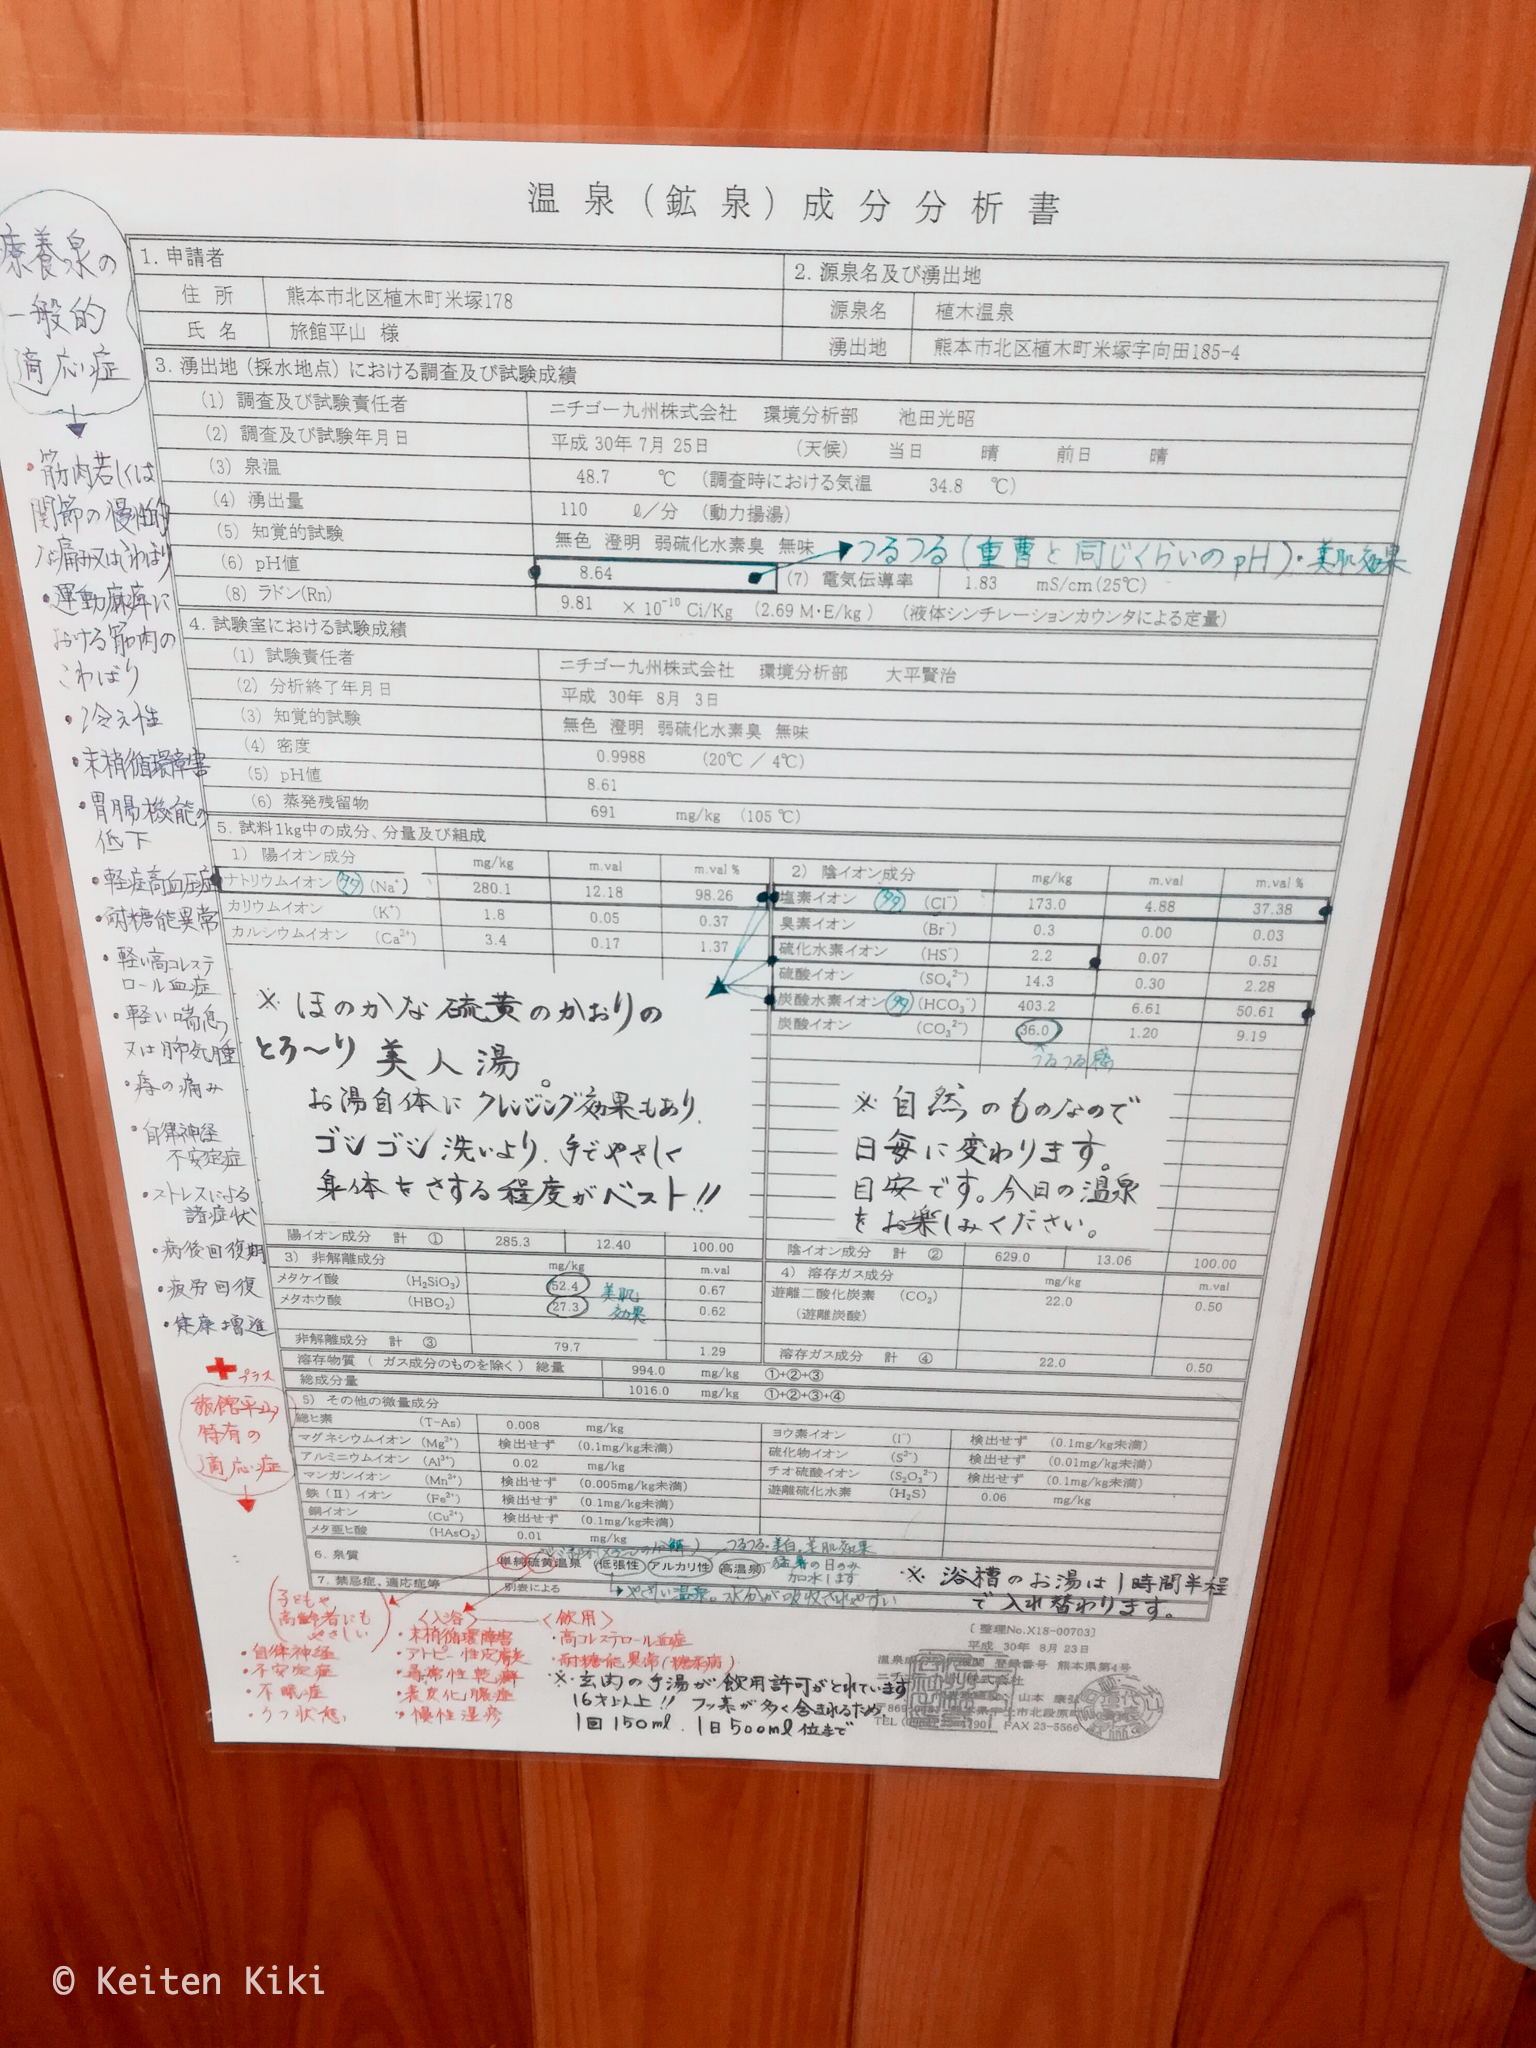 温泉(鉱泉)成分分析書
1. 申請者
住所 熊本市北区植木町米塚178
氏名 旅館平山 様
2. 源泉名及び湧出地
源泉名 植木温泉
湧出地 熊本市北区植木町米塚字向田185-4
3. 湧出地(採水地点)における調査及び試験成績
(1) 調査及び試験責任者 ニチゴー九州株式会社 環境分析部 池田光昭
(2) 調査及び試験年月日 平成 30年 7月 25日 (天候) 当日 晴 前日 晴
(3) 泉温 48.7 ℃ (調査時における気温 34.8 ℃)
(4) 湧出量 110 ℓ/分 (動力揚湯)
(5) 知覚的試験 無色 澄明 弱硫化水素臭 無味
つるつる(重曹と同じくらいのpH)・美肌効果
(6) pH値 8.64 (7) 電気伝導率 1.83 mS/cm(25℃)
(8) ラドン(Rn) 9.81 ×10⁻¹⁰ Ci/Kg (2.69 M・E/kg) (液体シンチレーションカウンタによる定量)
4. 試験室における試験成績
(1) 試験責任者 ニチゴー九州株式会社 環境分析部 大平賢治
(2) 分析終了年月日 平成 30年 8月 3日
(3) 知覚的試験 無色 澄明 弱硫化水素臭 無味
(4) 密度 0.9988 (20℃/4℃)
(5) pH値 8.61
(6) 蒸発残留物 691 mg/kg (105℃)
5. 試料1kg中の成分、分量及び組成
1) 陽イオン成分 mg/kg m.val m.val%
ナトリウムイオン 多 (Na⁺) 280.1 12.18 98.26
カリウムイオン (K⁺) 1.8 0.05 0.37
カルシウムイオン (Ca²⁺) 3.4 0.17 1.37
※ほのかな硫黄のかおりの
とろ〜り美人湯。
お湯自体にクレンジング効果もあり、
ゴシゴシ洗いより、手でやさしく
身体をさする程度がベスト!!
陽イオン成分 計 ① 285.3 12.40 100.00
2) 陰イオン成分 mg/kg m.val m.val%
塩素イオン 多 (Cl⁻) 173.0 4.88 37.38
臭素イオン (Br⁻) 0.3 0.00 0.03
硫化水素イオン (HS⁻) 2.2 0.07 0.51
硫酸イオン (SO₄²⁻) 14.3 0.30 2.28
炭酸水素イオン 多 (HCO₃⁻) 403.2 6.61 50.61
炭酸イオン (CO₃²⁻) 36.0 1.20 9.19
つるつる
※自然のものなので
日毎に変わります。
目安です。今日の温泉
をお楽しみください。
陰イオン成分 計 ② 629.0 13.06 100.00
3) 非解離成分 mg/kg m.val
メタケイ酸 (H₂SiO₃) 52.4 0.67
メタホウ酸 (HBO₂) 27.3 0.62
美肌
効果
非解離成分 計 ③ 79.7 1.29
4) 溶存ガス成分 mg/kg m.val
遊離二酸化炭素 (CO₂) 22.0 0.50
(遊離炭酸)
溶存ガス成分 計 ④ 22.0 0.50
溶存物質(ガス成分のものを除く)総量 994.0 mg/kg ①+②+③
総成分量 1016.0 mg/kg ①+②+③+④
5) その他の微量成分
総ヒ素 (T-As) 0.008 mg/kg
マグネシウムイオン (Mg²⁺) 検出せず (0.1mg/kg未満)
アルミニウムイオン (Al³⁺) 0.02 mg/kg
マンガンイオン (Mn²⁺) 検出せず (0.005mg/kg未満)
鉄(Ⅱ)イオン (Fe²⁺) 検出せず (0.1mg/kg未満)
銅イオン (Cu²⁺) 検出せず (0.1mg/kg未満)
メタ亜ヒ酸 (HAsO₂) 0.01 mg/kg
ヨウ素イオン (I⁻) 検出せず (0.1mg/kg未満)
硫化物イオン (S²⁻) 検出せず (0.01mg/kg未満)
チオ硫酸イオン (S₂O₃²⁻) 検出せず (0.1mg/kg未満)
遊離硫化水素 (H₂S) 0.06 mg/kg
つるつる・美白・美肌効果
6. 泉質 単純硫黄温泉 (低張性 アルカリ性 高温泉)
猛暑の日のみ
加水します
7. 禁忌症、適応症等 別表による
やさしい温泉。水分が吸収されやすい
※浴槽のお湯は1時間半程
で入れ替わります。
[整理No.X18-00703]
平成 30年 8月 23日
登録番号 熊本県第4号
FAX 23-5566
療養泉の
一般的
適応症
・筋肉若しくは
関節の慢性的
な痛み又はこわばり
・運動麻痺に
おける筋肉の
こわばり
・冷え性
・末梢循環障害
・胃腸機能の
低下
・軽症高血圧症
・耐糖能異常
・軽い高コレステ
ロール血症
・軽い喘息
又は肺気腫
・痔の痛み
・自律神経
不安定症
・ストレスによる
諸症状
・病後回復期
・疲労回復
・健康増進
+プラス
旅館平山
特有の
適応症
子どもや
高齢者にも
やさしい
・自律神経
・不安定症
・不眠症
・うつ状態
<入浴>
・末梢循環障害
・アトピー性皮膚炎
・尋常性乾癬
・表皮化膿症
・慢性湿疹
<飲用>
・高コレステロール血症
・耐糖能異常(糖尿病)
※玄関の手湯が飲用許可がとれています
16才以上!! フッ素が多く含まれるため、
1回150ml、1日500ml位まで
© Keiten Kiki